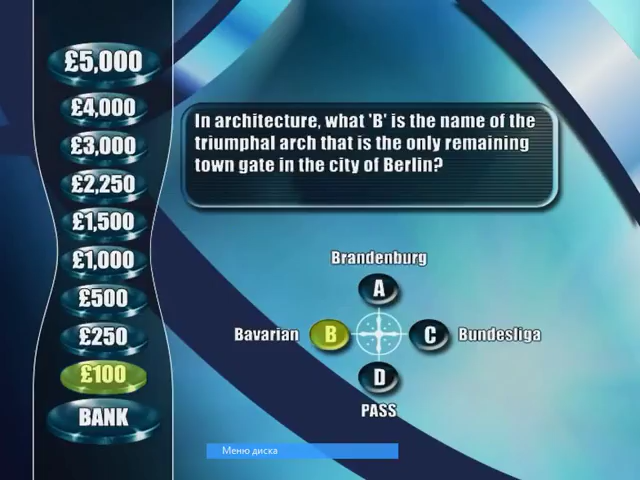 £5,000
£4,000
£3,000
£2,250
£1,500
£1,000
£500
£250
£100
BANK
In architecture, what 'B' is the name of the
triumphal arch that is the only remaining
town gate in the city of Berlin?
Brandenburg
A
Bavarian B C Bundesliga
D
PASS
Меню диска